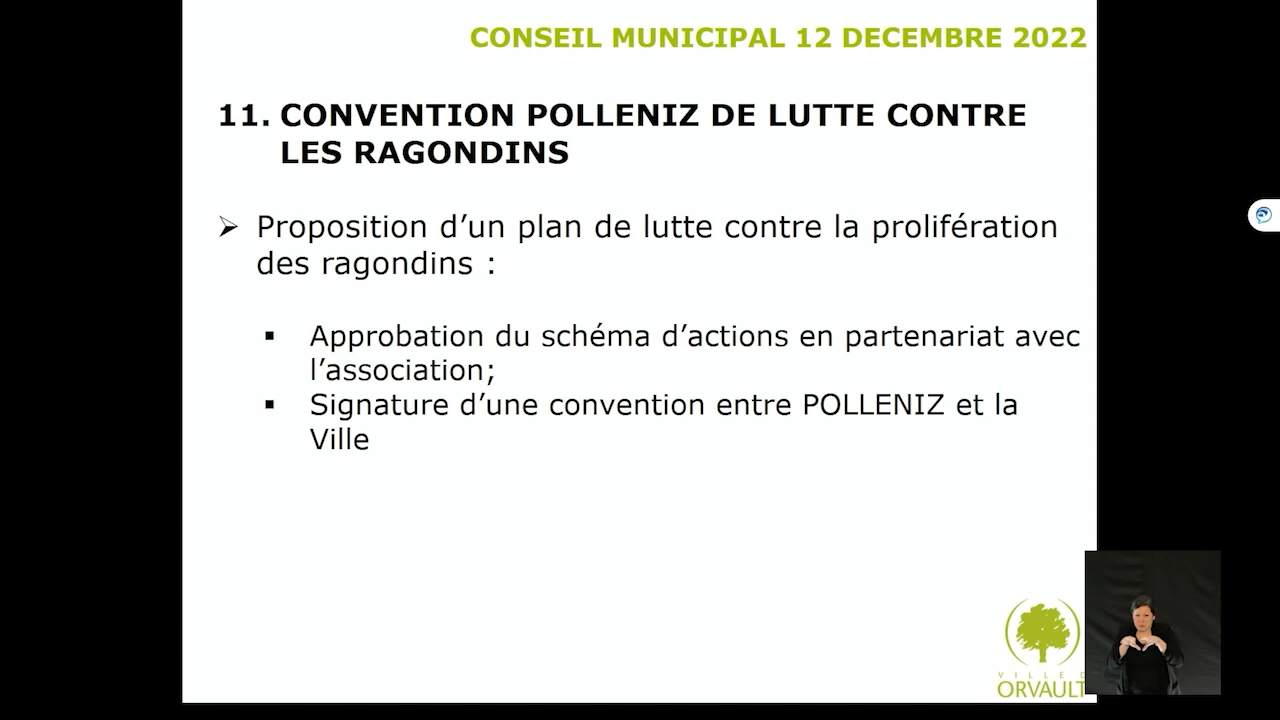 CONSEIL MUNICIPAL 12 DECEMBRE 2022
11. CONVENTION POLLENIZ DE LUTTE CONTRE
LES RAGONDINS
Proposition d’un plan de lutte contre la prolifération
des ragondins :
Approbation du schéma d’actions en partenariat avec
l’association;
Signature d’une convention entre POLLENIZ et la
Ville
VILLE D
ORVAULT